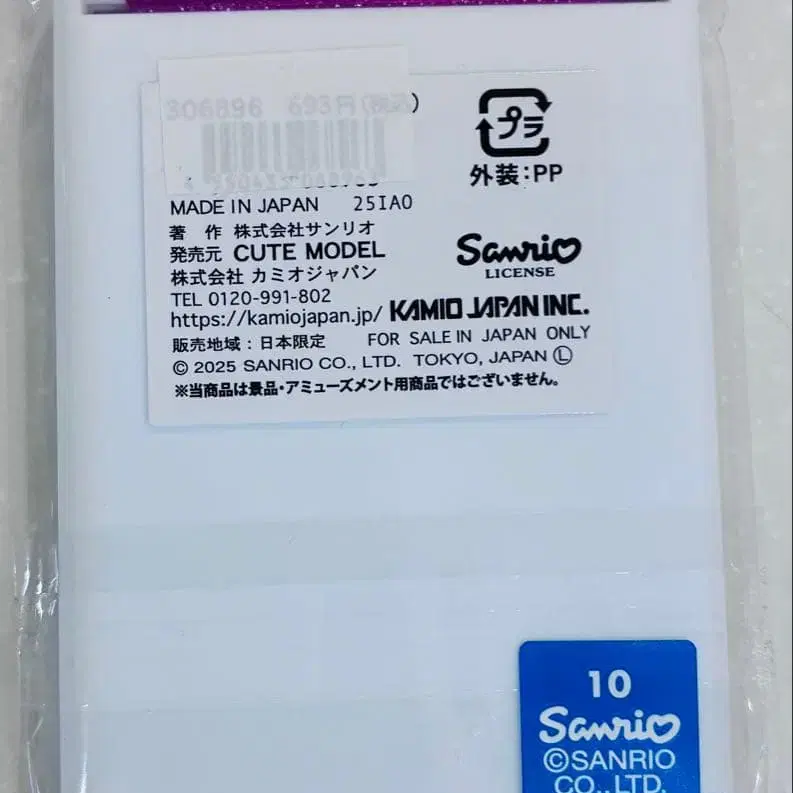 306896 693円(税込)
プラ
外装:PP
MADE IN JAPAN 25IA0
著 作 株式会社サンリオ
発売元 CUTE MODEL
株式会社 カミオジャパン
TEL 0120-991-802
https://kamiojapan.jp/ KAMIO JAPAN INC.
Sanrio
LICENSE
販売地域:日本限定 FOR SALE IN JAPAN ONLY
© 2025 SANRIO CO., LTD. TOKYO, JAPAN Ⓛ
※当商品は景品・アミューズメント用商品ではございません。
10
Sanrio
©SANRIO
CO., LTD.